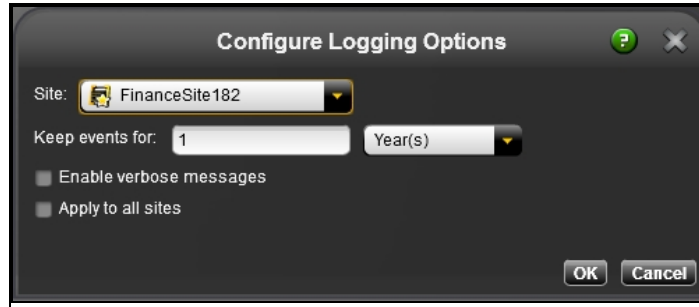 Configure Logging Options
Site: FinanceSite182
Keep events for: 1 Year(s)
Enable verbose messages
Apply to all sites
OK Cancel